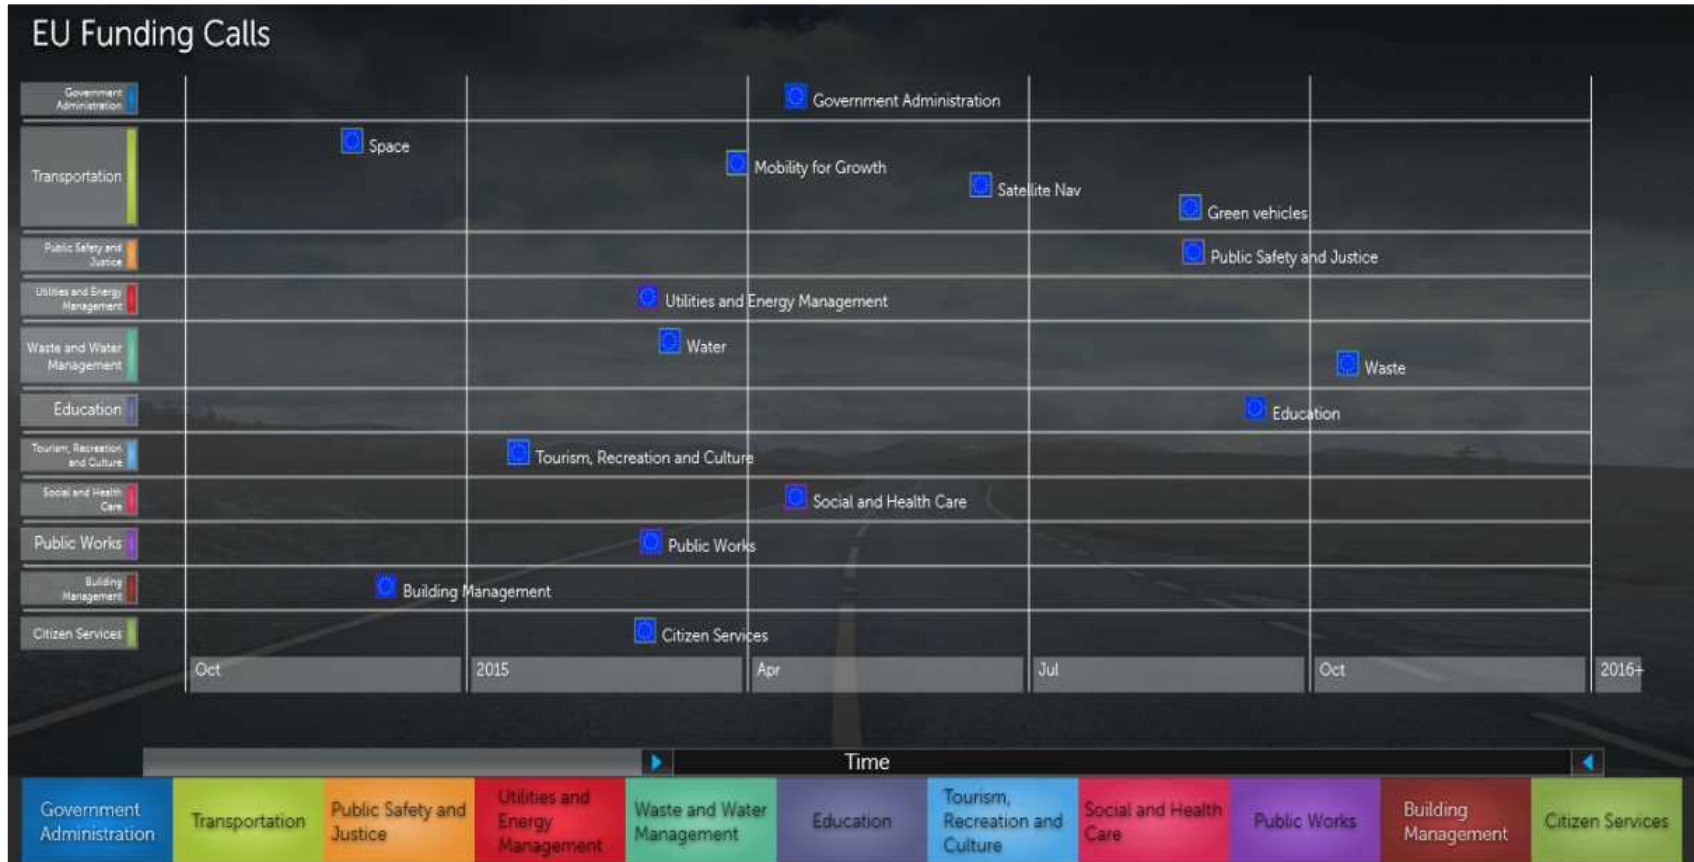 EU Funding Calls
Government
Administration
Government Administration
Transportation
Space
Mobility for Growth
Satellite Nav
Green vehicles
Public Safety and
Justice
Public Safety and Justice
Utilities and Energy
Management
Utilities and Energy Management
Waste and Water
Management
Water
Waste
Education
Education
Tourism, Recreation
and Culture
Tourism, Recreation and Culture
Social and Health
Care
Social and Health Care
Public Works
Public Works
Building
Management
Building Management
Citizen Services
Citizen Services
Oct
2015
Apr
Jul
Oct
2016+
Time
Government
Administration
Transportation
Public Safety and
Justice
Utilities and
Energy
Management
Waste and Water
Management
Education
Tourism,
Recreation and
Culture
Social and Health
Care
Public Works
Building
Management
Citizen Services